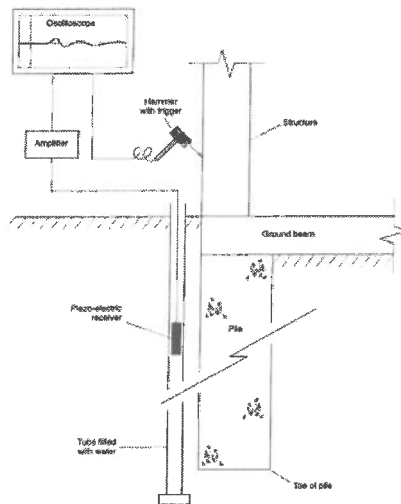 Oscilloscope
Hammer
with trigger
Amplifier
Structure
Ground beam
Piezo-electric
receiver
Pile
Tube filled
with water
Toe of pile